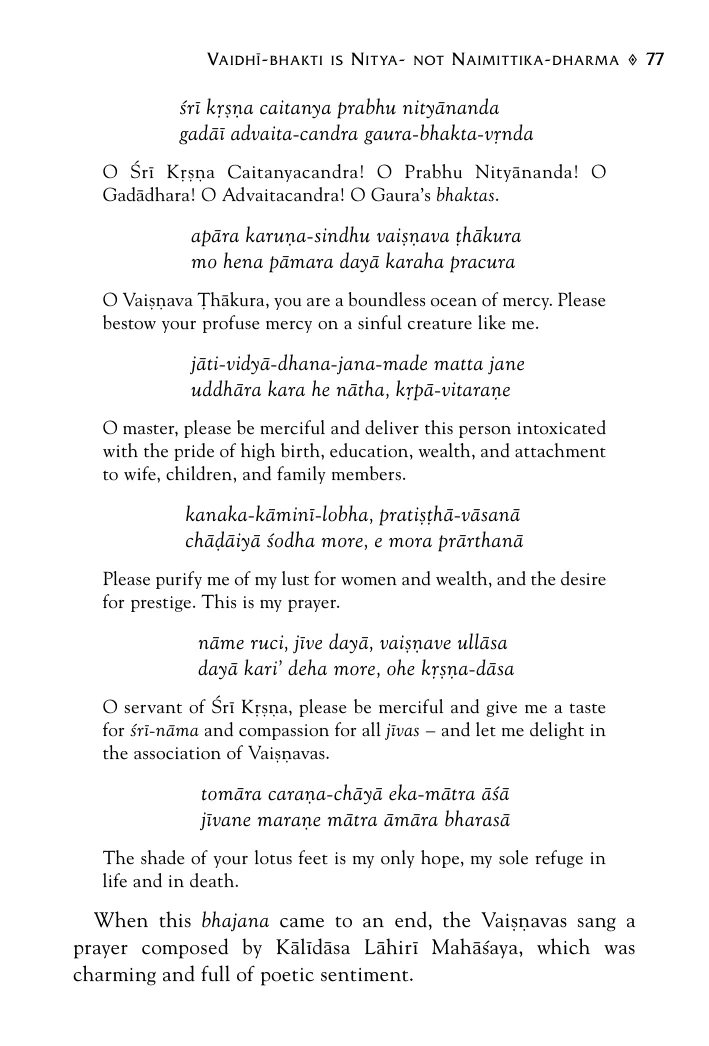 Vaidhī-bhakti is Nitya- not Naimittika-dharma ◊ 77
śrī kṛṣṇa caitanya prabhu nityānanda
gadāī advaita-candra gaura-bhakta-vṛnda
O Śrī Kṛṣṇa Caitanyacandra! O Prabhu Nityānanda! O
Gadādhara! O Advaitacandra! O Gaura’s bhaktas.
apāra karuṇa-sindhu vaiṣṇava ṭhākura
mo hena pāmara dayā karaha pracura
O Vaiṣṇava Ṭhākura, you are a boundless ocean of mercy. Please
bestow your profuse mercy on a sinful creature like me.
jāti-vidyā-dhana-jana-made matta jane
uddhāra kara he nātha, kṛpā-vitaraṇe
O master, please be merciful and deliver this person intoxicated
with the pride of high birth, education, wealth, and attachment
to wife, children, and family members.
kanaka-kāminī-lobha, pratiṣṭhā-vāsanā
chāḍāiyā śodha more, e mora prārthanā
Please purify me of my lust for women and wealth, and the desire
for prestige. This is my prayer.
nāme ruci, jīve dayā, vaiṣṇave ullāsa
dayā kari’ deha more, ohe kṛṣṇa-dāsa
O servant of Śrī Kṛṣṇa, please be merciful and give me a taste
for śrī-nāma and compassion for all jīvas – and let me delight in
the association of Vaiṣṇavas.
tomāra caraṇa-chāyā eka-mātra āśā
jīvane maraṇe mātra āmāra bharasā
The shade of your lotus feet is my only hope, my sole refuge in
life and in death.
When this bhajana came to an end, the Vaiṣṇavas sang a
prayer composed by Kālīdāsa Lāhirī Mahāśaya, which was
charming and full of poetic sentiment.